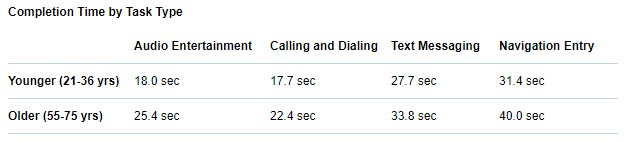 Completion Time by Task Type
Audio Entertainment Calling and Dialing Text Messaging Navigation Entry
Younger (21-36 yrs) 18.0 sec 17.7 sec 27.7 sec 31.4 sec
Older (55-75 yrs) 25.4 sec 22.4 sec 33.8 sec 40.0 sec